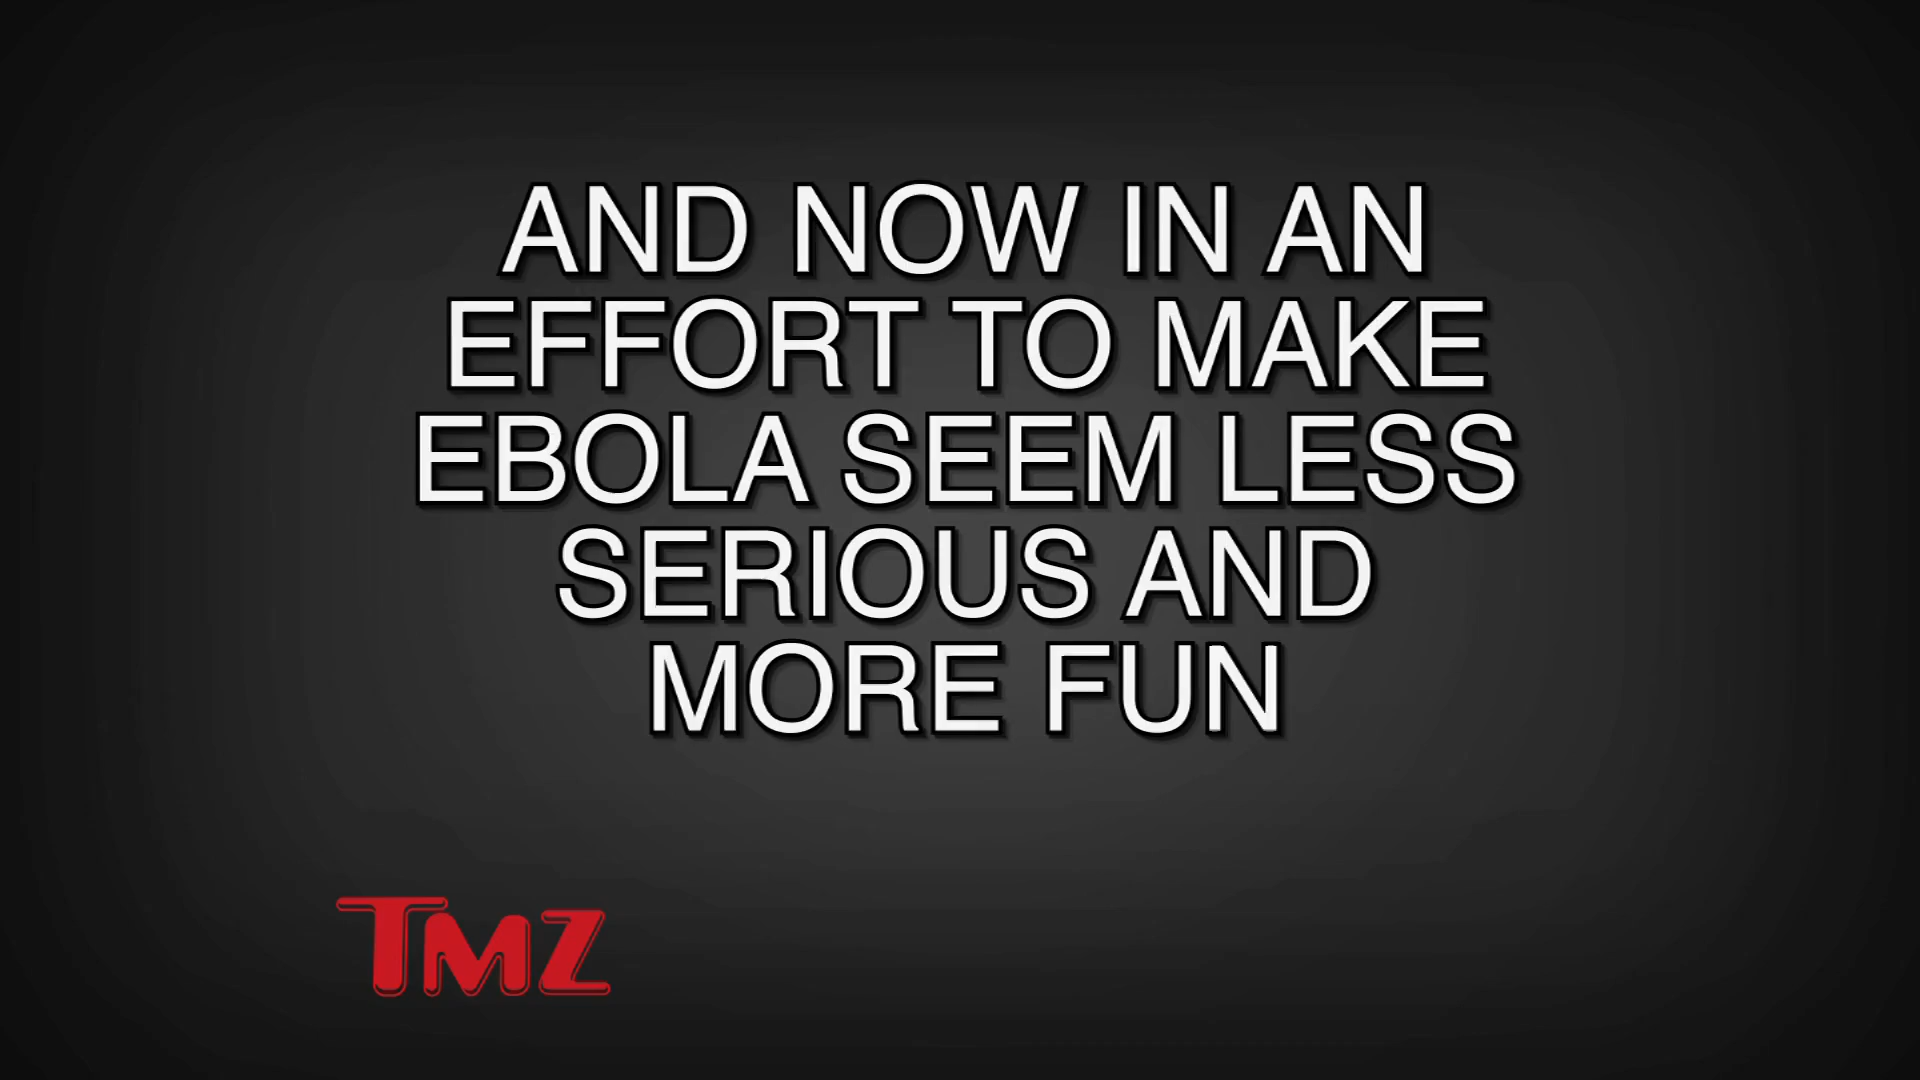 AND NOW IN AN
EFFORT TO MAKE
EBOLA SEEM LESS
SERIOUS AND
MORE FUN
TMZ